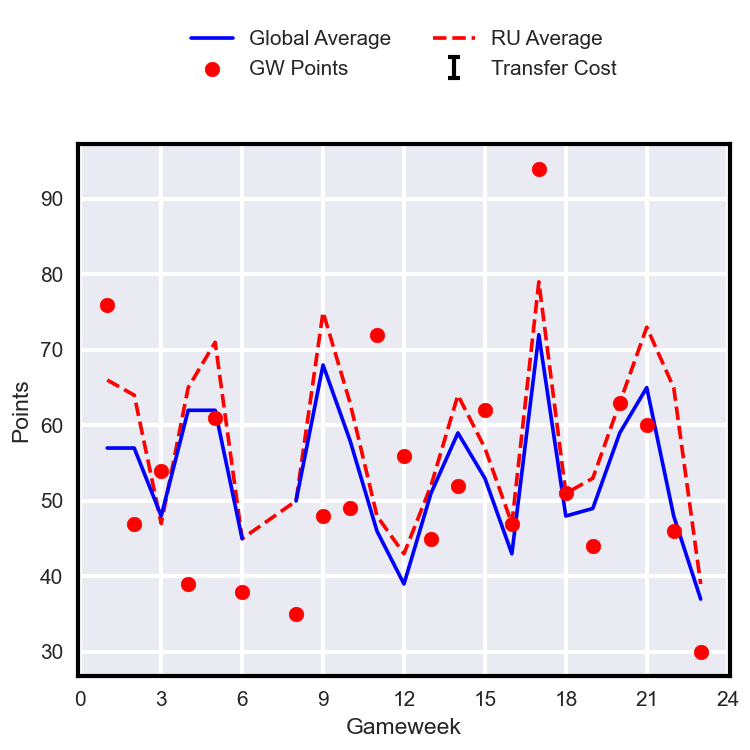 Global Average
RU Average
GW Points
Transfer Cost
90
80
70
60
50
40
30
Points
0 3 6 9 12 15 18 21 24
Gameweek